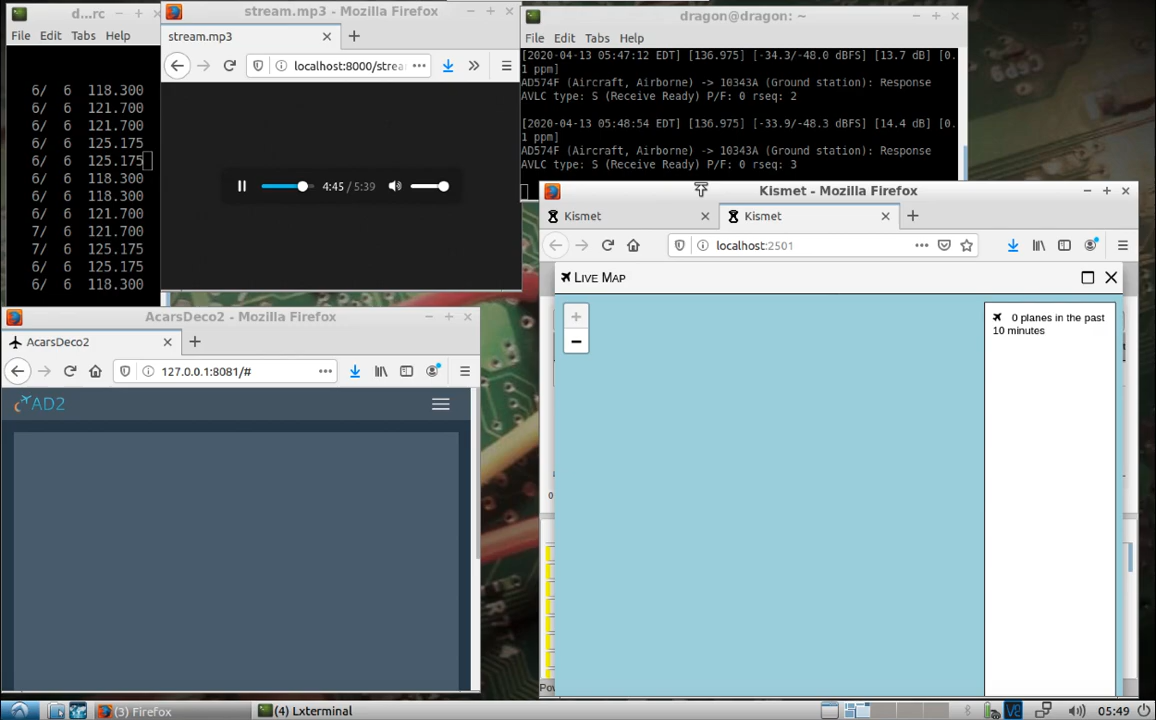 d...rc
File Edit Tabs Help
6/ 6 118.300
6/ 6 121.700
6/ 6 121.700
6/ 6 125.175
6/ 6 125.175
6/ 6 118.300
6/ 6 118.300
6/ 6 121.700
7/ 6 121.700
7/ 6 125.175
6/ 6 125.175
6/ 6 118.300
stream.mp3 - Mozilla Firefox
stream.mp3
localhost:8000/strea
4:45 / 5:39
dragon@dragon: ~
File Edit Tabs Help
[2020-04-13 05:47:12 EDT] [136.975] [-34.3/-48.0 dBFS] [13.7 dB] [0.
1 ppm]
AD574F (Aircraft, Airborne) -> 10343A (Ground station): Response
AVLC type: S (Receive Ready) P/F: 0 rseq: 2
[2020-04-13 05:48:54 EDT] [136.975] [-33.9/-48.3 dBFS] [14.4 dB] [0.
1 ppm]
AD574F (Aircraft, Airborne) -> 10343A (Ground station): Response
AVLC type: S (Receive Ready) P/F: 0 rseq: 3
AcarsDeco2 - Mozilla Firefox
AcarsDeco2
127.0.0.1:8081/#
AD2
Kismet - Mozilla Firefox
Kismet
Kismet
localhost:2501
LIVE MAP
+
−
0 planes in the past
10 minutes
0
Pov
(3) Firefox
(4) Lxterminal
05:49